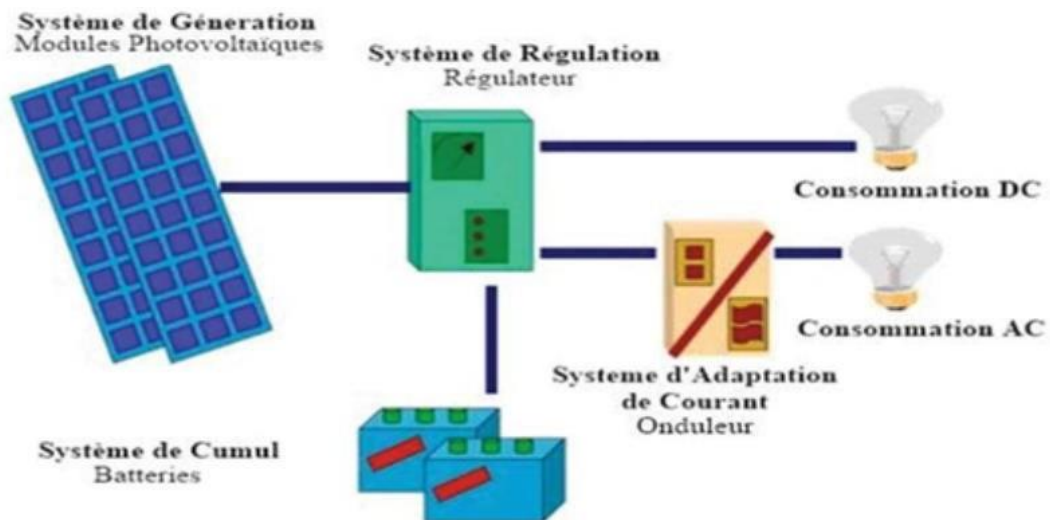 Système de Géneration
Modules Photovoltaïques
Système de Régulation
Régulateur
Consommation DC
Consommation AC
Systeme d'Adaptation
de Courant
Onduleur
Système de Cumul
Batteries